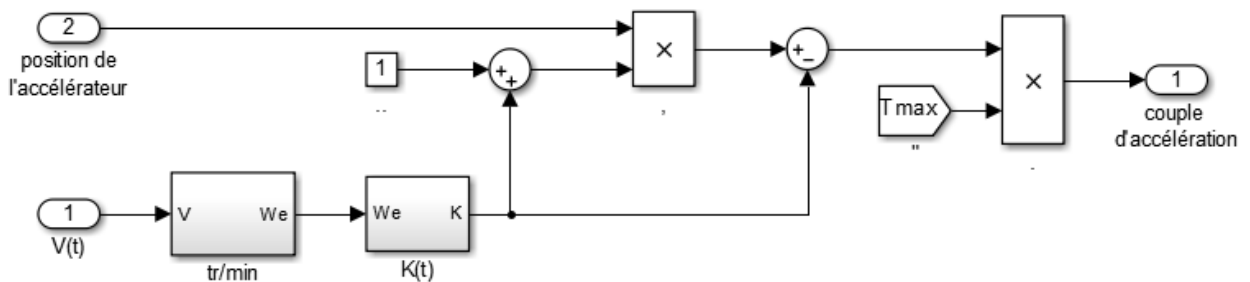 2
position de
l'accélérateur
1
++
..
×
,
+−
Tmax
"
×
.
1
couple
d'accélération
1
V(t)
V We
tr/min
We K
K(t)